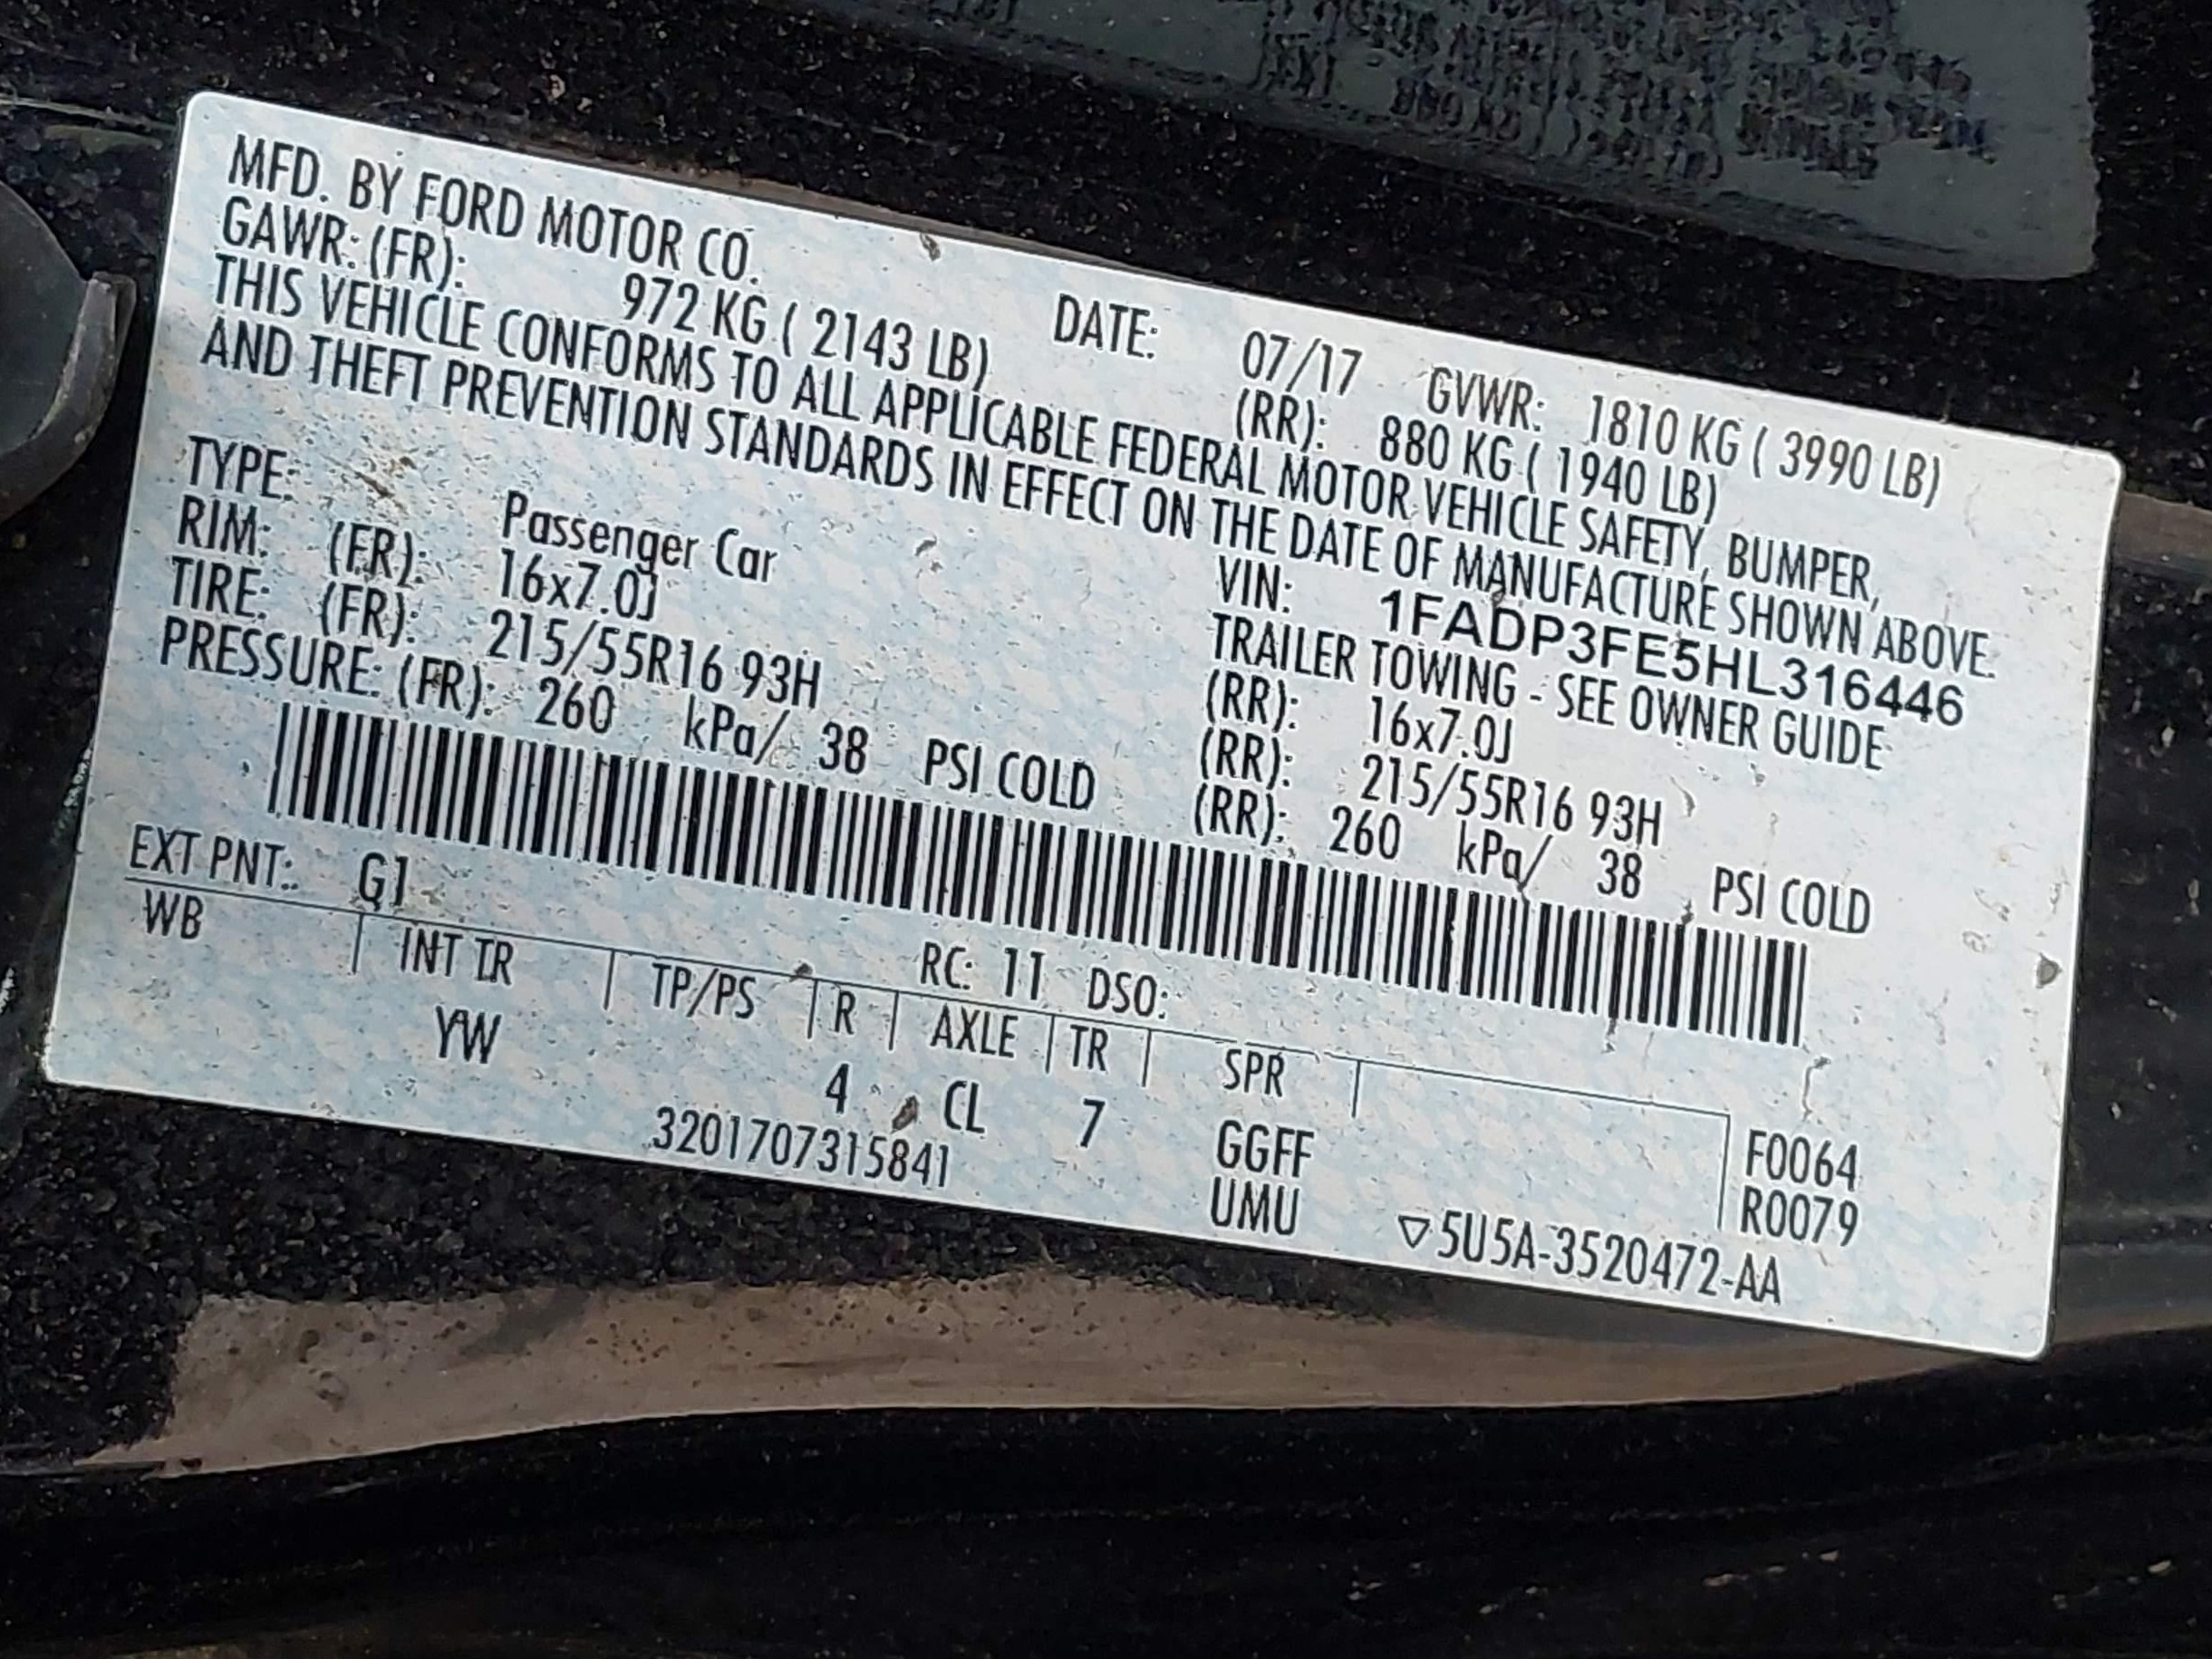 MFD. BY FORD MOTOR CO. DATE: 07/17 GVWR: 1810 KG ( 3990 LB)
GAWR: (FR): 972 KG ( 2143 LB) (RR): 880 KG ( 1940 LB)
THIS VEHICLE CONFORMS TO ALL APPLICABLE FEDERAL MOTOR VEHICLE SAFETY, BUMPER,
AND THEFT PREVENTION STANDARDS IN EFFECT ON THE DATE OF MANUFACTURE SHOWN ABOVE.
VIN: 1FADP3FE5HL316446
TYPE: Passenger Car TRAILER TOWING - SEE OWNER GUIDE
RIM: (FR): 16x7.0J (RR): 16x7.0J
TIRE: (FR): 215/55R16 93H (RR): 215/55R16 93H
PRESSURE: (FR): 260 kPa/ 38 PSI COLD (RR): 260 kPa/ 38 PSI COLD
EXT PNT: G1 RC: 11 DSO:
WB INT TR TP/PS R AXLE TR SPR
YW 4 CL 7 GGFF F0064
3201707315841 UMU R0079
▽5U5A-3520472-AA